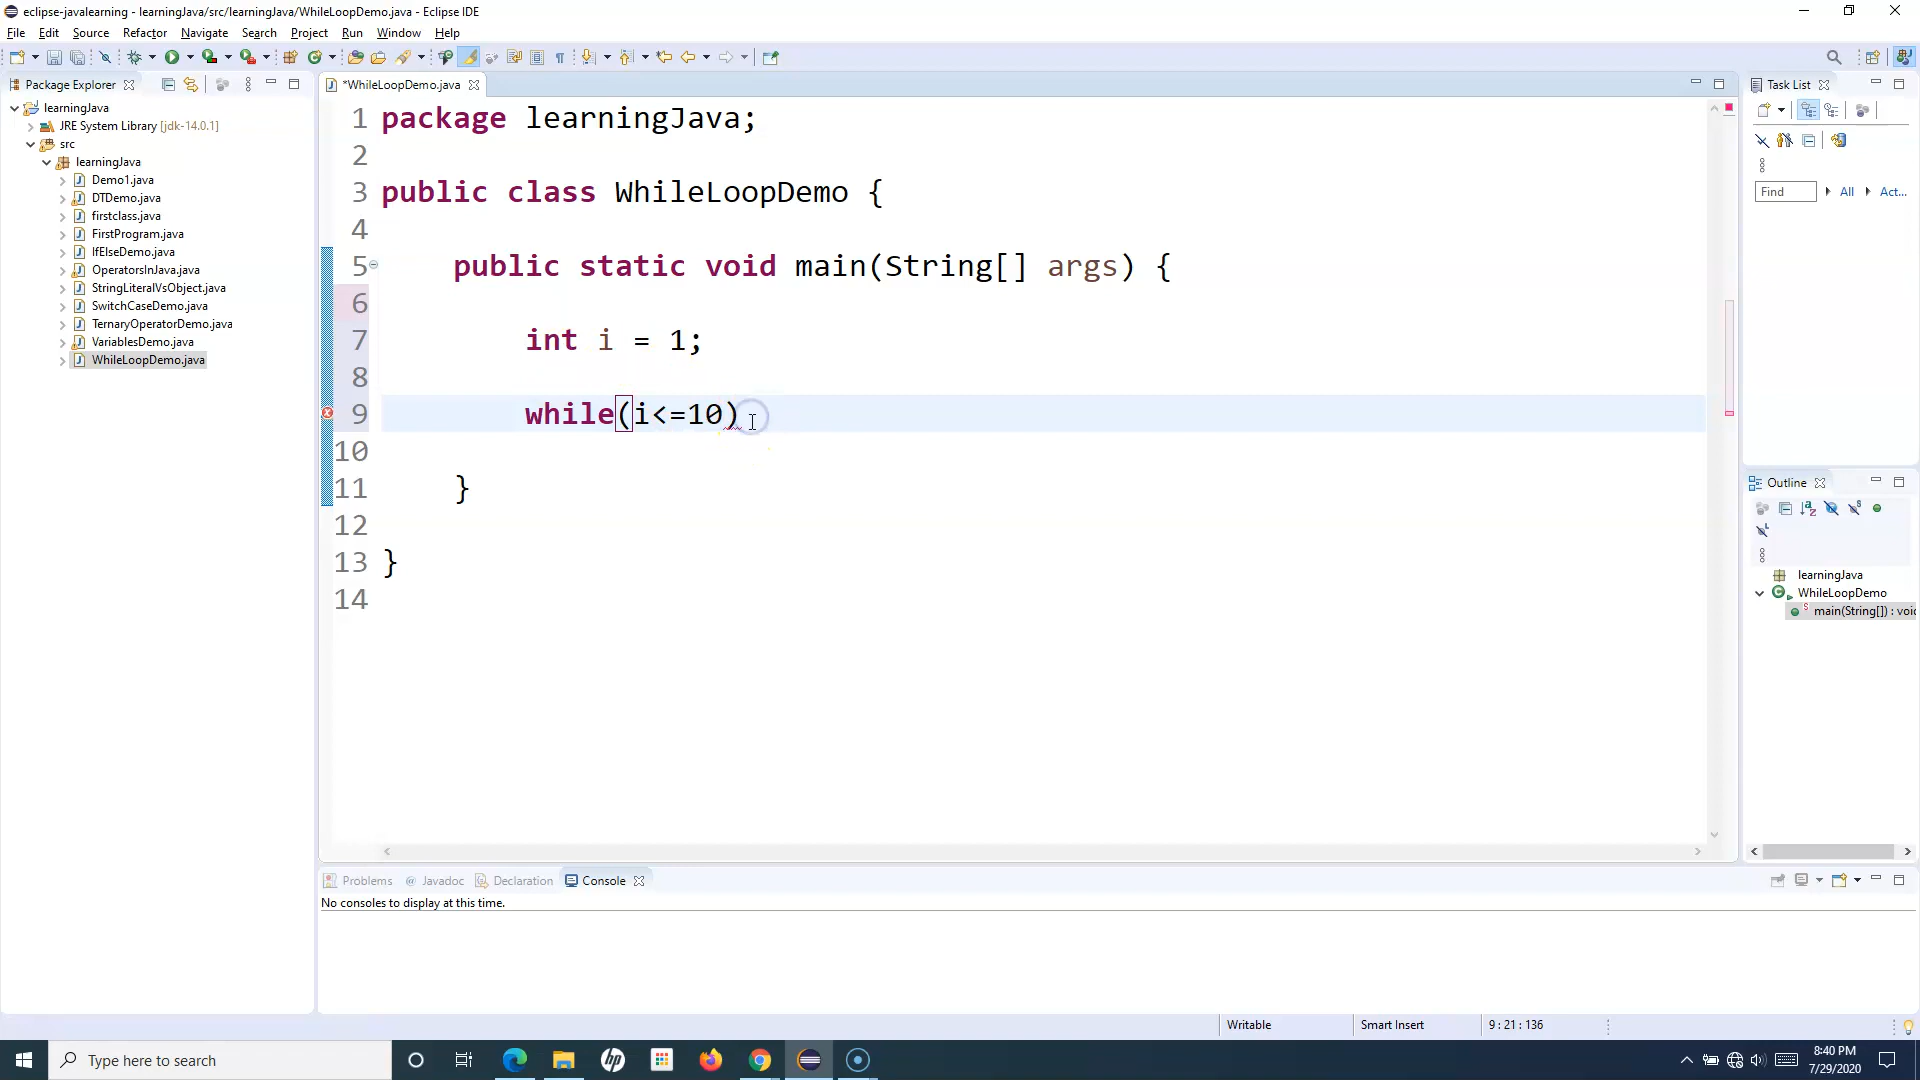 eclipse-javalearning - learningJava/src/learningJava/WhileLoopDemo.java - Eclipse IDE
File Edit Source Refactor Navigate Search Project Run Window Help
Package Explorer
*WhileLoopDemo.java
Task List
learningJava
JRE System Library [jdk-14.0.1]
src
learningJava
Demo1.java
DTDemo.java
firstclass.java
FirstProgram.java
IfElseDemo.java
OperatorsInJava.java
StringLiteralVsObject.java
SwitchCaseDemo.java
TernaryOperatorDemo.java
VariablesDemo.java
WhileLoopDemo.java
1 package learningJava;
2
3 public class WhileLoopDemo {
4
5 public static void main(String[] args) {
6
7 int i = 1;
8
9 while(i<=10)
10
11 }
12
13 }
14
Find All Act...
Outline
learningJava
WhileLoopDemo
main(String[]) : voi
Problems @ Javadoc Declaration Console
No consoles to display at this time.
Writable Smart Insert 9 : 21 : 136
Type here to search
8:40 PM
7/29/2020